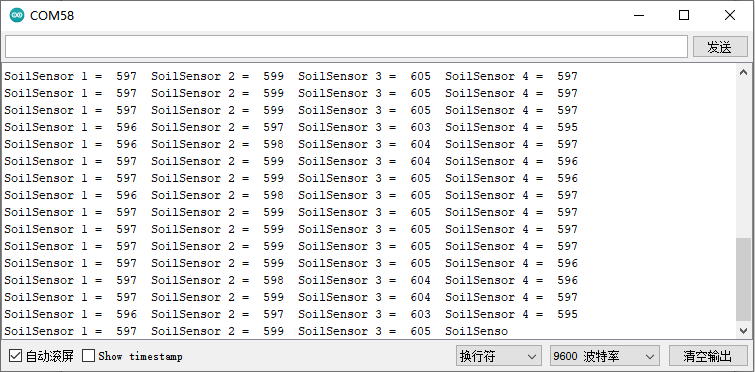 COM58
发送
SoilSensor 1 =  597  SoilSensor 2 =  599  SoilSensor 3 =  605  SoilSensor 4 =  597
SoilSensor 1 =  597  SoilSensor 2 =  599  SoilSensor 3 =  605  SoilSensor 4 =  597
SoilSensor 1 =  597  SoilSensor 2 =  599  SoilSensor 3 =  605  SoilSensor 4 =  597
SoilSensor 1 =  596  SoilSensor 2 =  597  SoilSensor 3 =  603  SoilSensor 4 =  595
SoilSensor 1 =  596  SoilSensor 2 =  598  SoilSensor 3 =  604  SoilSensor 4 =  597
SoilSensor 1 =  597  SoilSensor 2 =  599  SoilSensor 3 =  604  SoilSensor 4 =  596
SoilSensor 1 =  597  SoilSensor 2 =  599  SoilSensor 3 =  605  SoilSensor 4 =  596
SoilSensor 1 =  596  SoilSensor 2 =  598  SoilSensor 3 =  605  SoilSensor 4 =  597
SoilSensor 1 =  597  SoilSensor 2 =  599  SoilSensor 3 =  605  SoilSensor 4 =  597
SoilSensor 1 =  597  SoilSensor 2 =  599  SoilSensor 3 =  605  SoilSensor 4 =  597
SoilSensor 1 =  597  SoilSensor 2 =  599  SoilSensor 3 =  605  SoilSensor 4 =  597
SoilSensor 1 =  597  SoilSensor 2 =  599  SoilSensor 3 =  605  SoilSensor 4 =  596
SoilSensor 1 =  597  SoilSensor 2 =  598  SoilSensor 3 =  604  SoilSensor 4 =  596
SoilSensor 1 =  597  SoilSensor 2 =  599  SoilSensor 3 =  604  SoilSensor 4 =  597
SoilSensor 1 =  596  SoilSensor 2 =  597  SoilSensor 3 =  603  SoilSensor 4 =  595
SoilSensor 1 =  597  SoilSensor 2 =  599  SoilSensor 3 =  605  SoilSenso
自动滚屏 Show timestamp 换行符 9600 波特率 清空输出